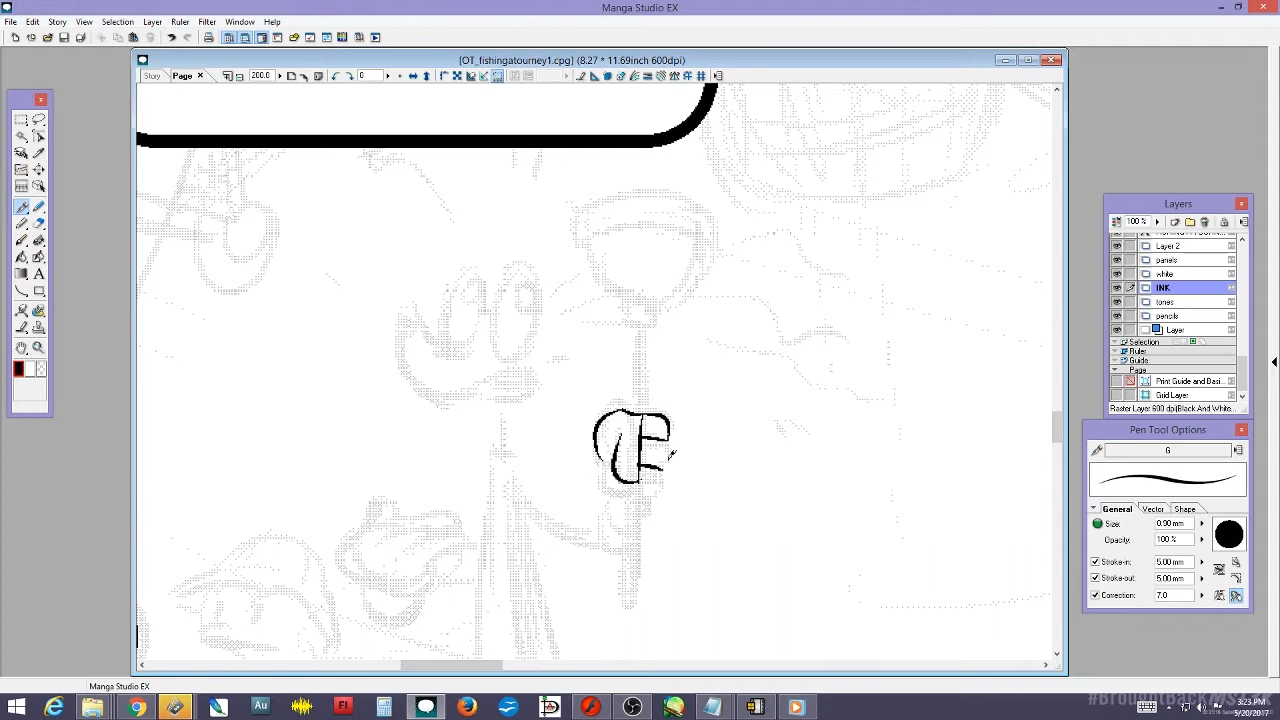 Manga Studio EX
File Edit Story View Selection Layer Ruler Filter Window Help
[OT_fishingatourney1.cpg] (8.27 * 11.69inch 600dpi)
Story Page 200.0 0
Layers
100 %
Layer 2
panels
white
INK
tones
pencils
Layer
Selection
Ruler
Guide
Page
Print Guide and Basi...
Grid Layer
Raster Layer 600 dpi(Black And White...
Pen Tool Options
G
General Vector Shape
Size: 0.90 mm
Opacity: 100 %
Stroke-in 5.00 mm
Stroke-out 5.00 mm
Correction: 7.0
Manga Studio EX
3:23 PM
5/20/2017